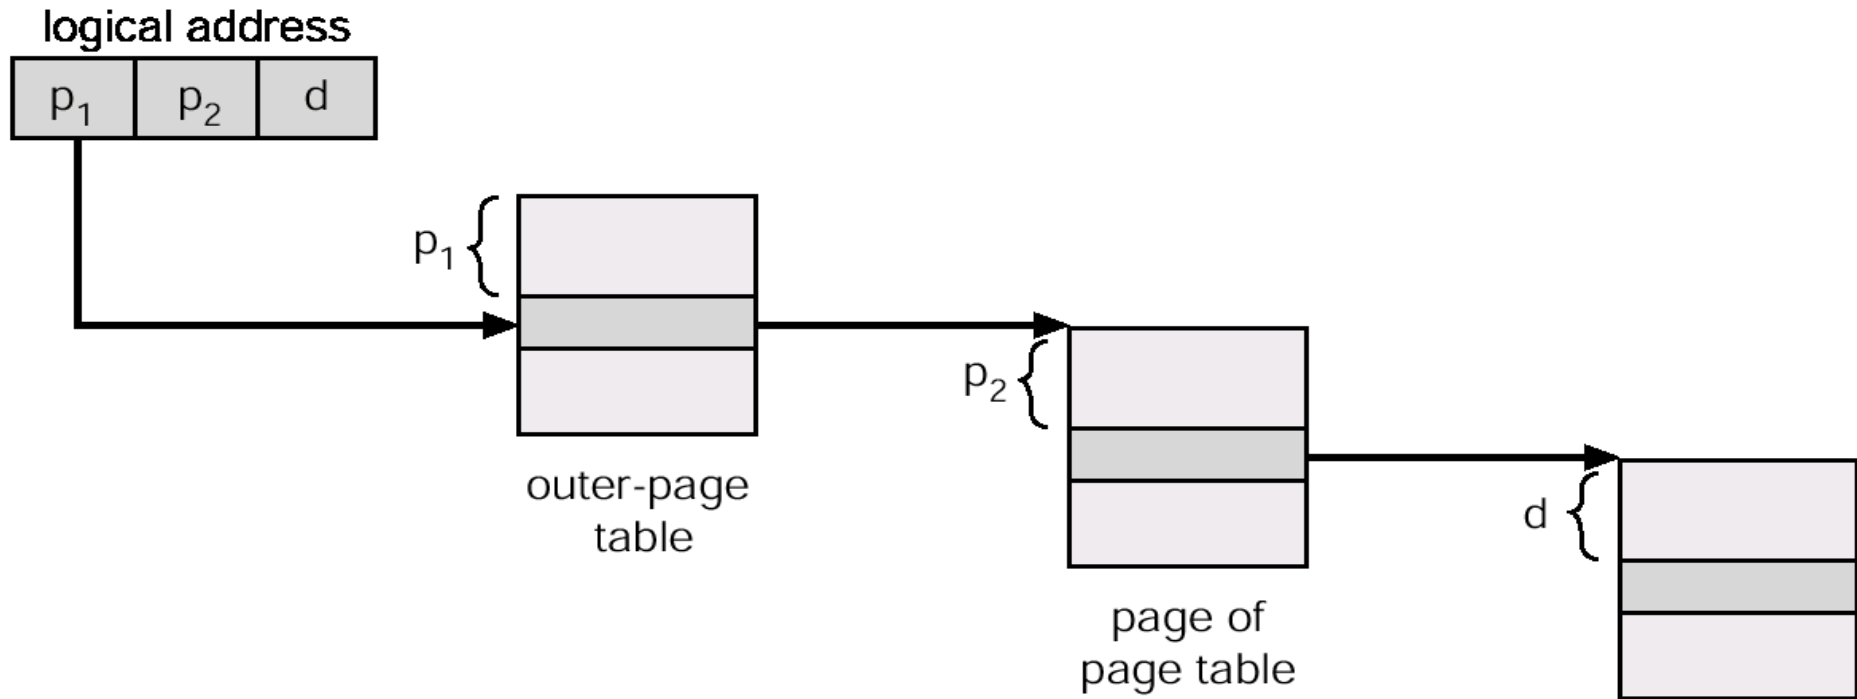 logical address
p₁ p₂ d
p₁
outer-page
table
p₂
page of
page table
d